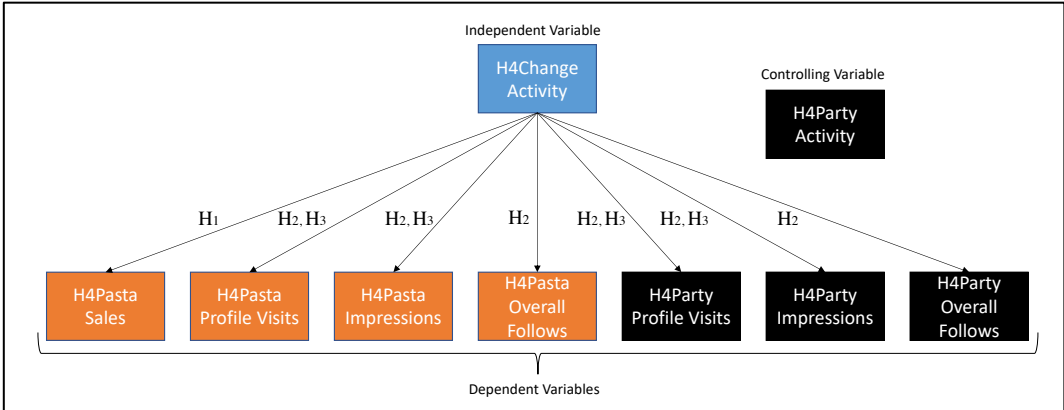 Independent Variable
H4Change
Activity
Controlling Variable
H4Party
Activity
H1
H2, H3
H2, H3
H2
H2, H3
H2, H3
H2
H4Pasta
Sales
H4Pasta
Profile Visits
H4Pasta
Impressions
H4Pasta
Overall
Follows
H4Party
Profile Visits
H4Party
Impressions
H4Party
Overall
Follows
Dependent Variables